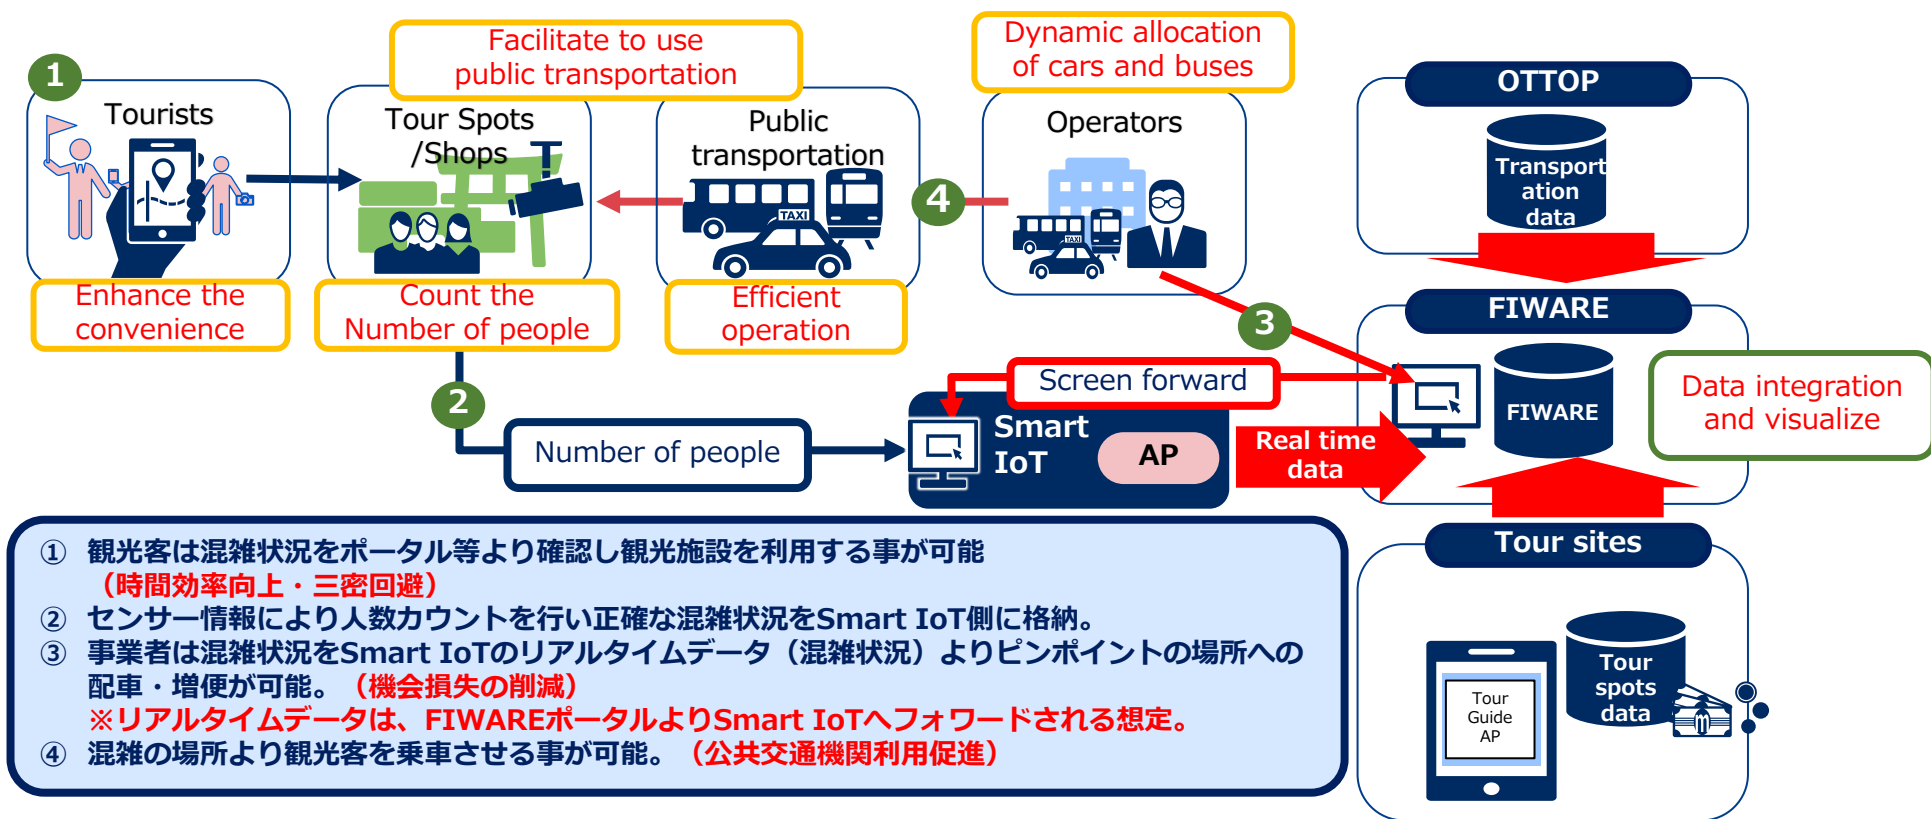 Facilitate to use
public transportation
Dynamic allocation
of cars and buses
1
Tourists
Tour Spots
/Shops
Public
transportation
TAXI
4
Operators
TAXI
OTTOP
Transport
ation
data
Enhance the
convenience
Count the
Number of people
Efficient
operation
3
FIWARE
FIWARE
Data integration
and visualize
2
Number of people
Screen forward
Smart
IoT
AP
Real time
data
Tour sites
Tour
spots
data
Tour
Guide
AP
① 観光客は混雑状況をポータル等より確認し観光施設を利用する事が可能
(時間効率向上・三密回避)
② センサー情報により人数カウントを行い正確な混雑状況をSmart IoT側に格納。
③ 事業者は混雑状況をSmart IoTのリアルタイムデータ(混雑状況)よりピンポイントの場所への
配車・増便が可能。(機会損失の削減)
※リアルタイムデータは、FIWAREポータルよりSmart IoTへフォワードされる想定。
④ 混雑の場所より観光客を乗車させる事が可能。(公共交通機関利用促進)